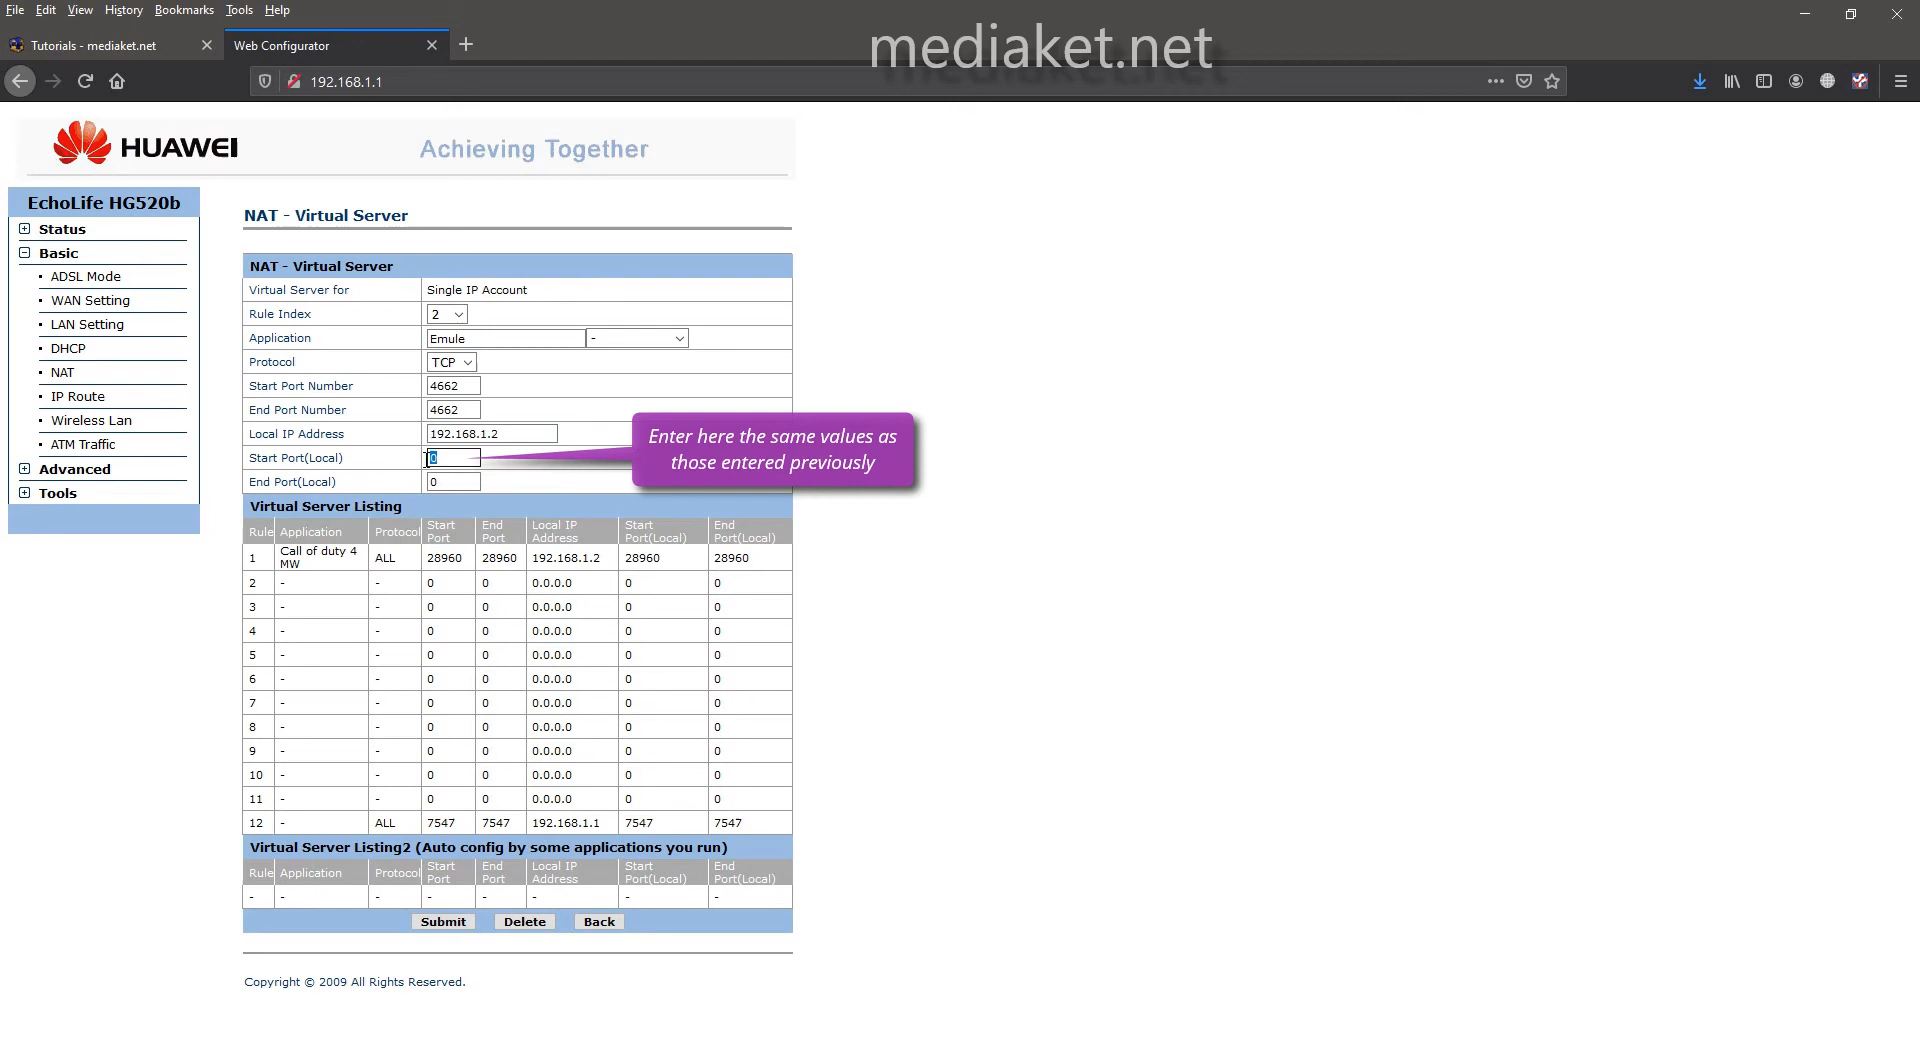 File Edit View History Bookmarks Tools Help
mediaket.net
Tutorials - mediaket.net
Web Configurator
192.168.1.1
HUAWEI
Achieving Together
EchoLife HG520b
Status
Basic
ADSL Mode
WAN Setting
LAN Setting
DHCP
NAT
IP Route
Wireless Lan
ATM Traffic
Advanced
Tools
NAT - Virtual Server
NAT - Virtual Server
Virtual Server for Single IP Account
Rule Index 2
Application Emule -
Protocol TCP
Start Port Number 4662
End Port Number 4662
Local IP Address 192.168.1.2
Start Port(Local) 0
End Port(Local) 0
Enter here the same values as
those entered previously
Virtual Server Listing
Rule Application Protocol Start Port End Port Local IP Address Start Port(Local) End Port(Local)
1 Call of duty 4 MW ALL 28960 28960 192.168.1.2 28960 28960
2 - - 0 0 0.0.0.0 0 0
3 - - 0 0 0.0.0.0 0 0
4 - - 0 0 0.0.0.0 0 0
5 - - 0 0 0.0.0.0 0 0
6 - - 0 0 0.0.0.0 0 0
7 - - 0 0 0.0.0.0 0 0
8 - - 0 0 0.0.0.0 0 0
9 - - 0 0 0.0.0.0 0 0
10 - - 0 0 0.0.0.0 0 0
11 - - 0 0 0.0.0.0 0 0
12 - ALL 7547 7547 192.168.1.1 7547 7547
Virtual Server Listing2 (Auto config by some applications you run)
Rule Application Protocol Start Port End Port Local IP Address Start Port(Local) End Port(Local)
- - - - - - - -
Submit Delete Back
Copyright © 2009 All Rights Reserved.